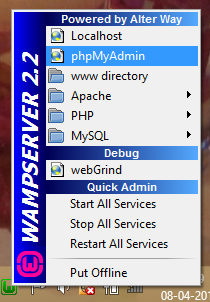 Powered by Alter Way
Localhost
phpMyAdmin
www directory
Apache
PHP
MySQL
Debug
webGrind
Quick Admin
Start All Services
Stop All Services
Restart All Services
Put Offline
WAMPSERVER 2.2
08-04-201